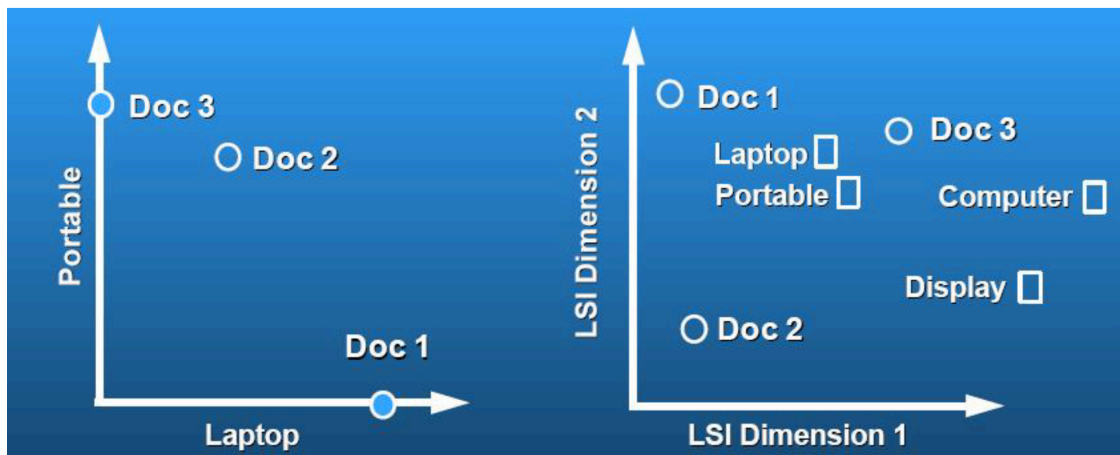 Portable
Doc 3
Doc 2
Doc 1
Laptop
LSI Dimension 2
Doc 1
Doc 3
Laptop
Portable
Computer
Display
Doc 2
LSI Dimension 1